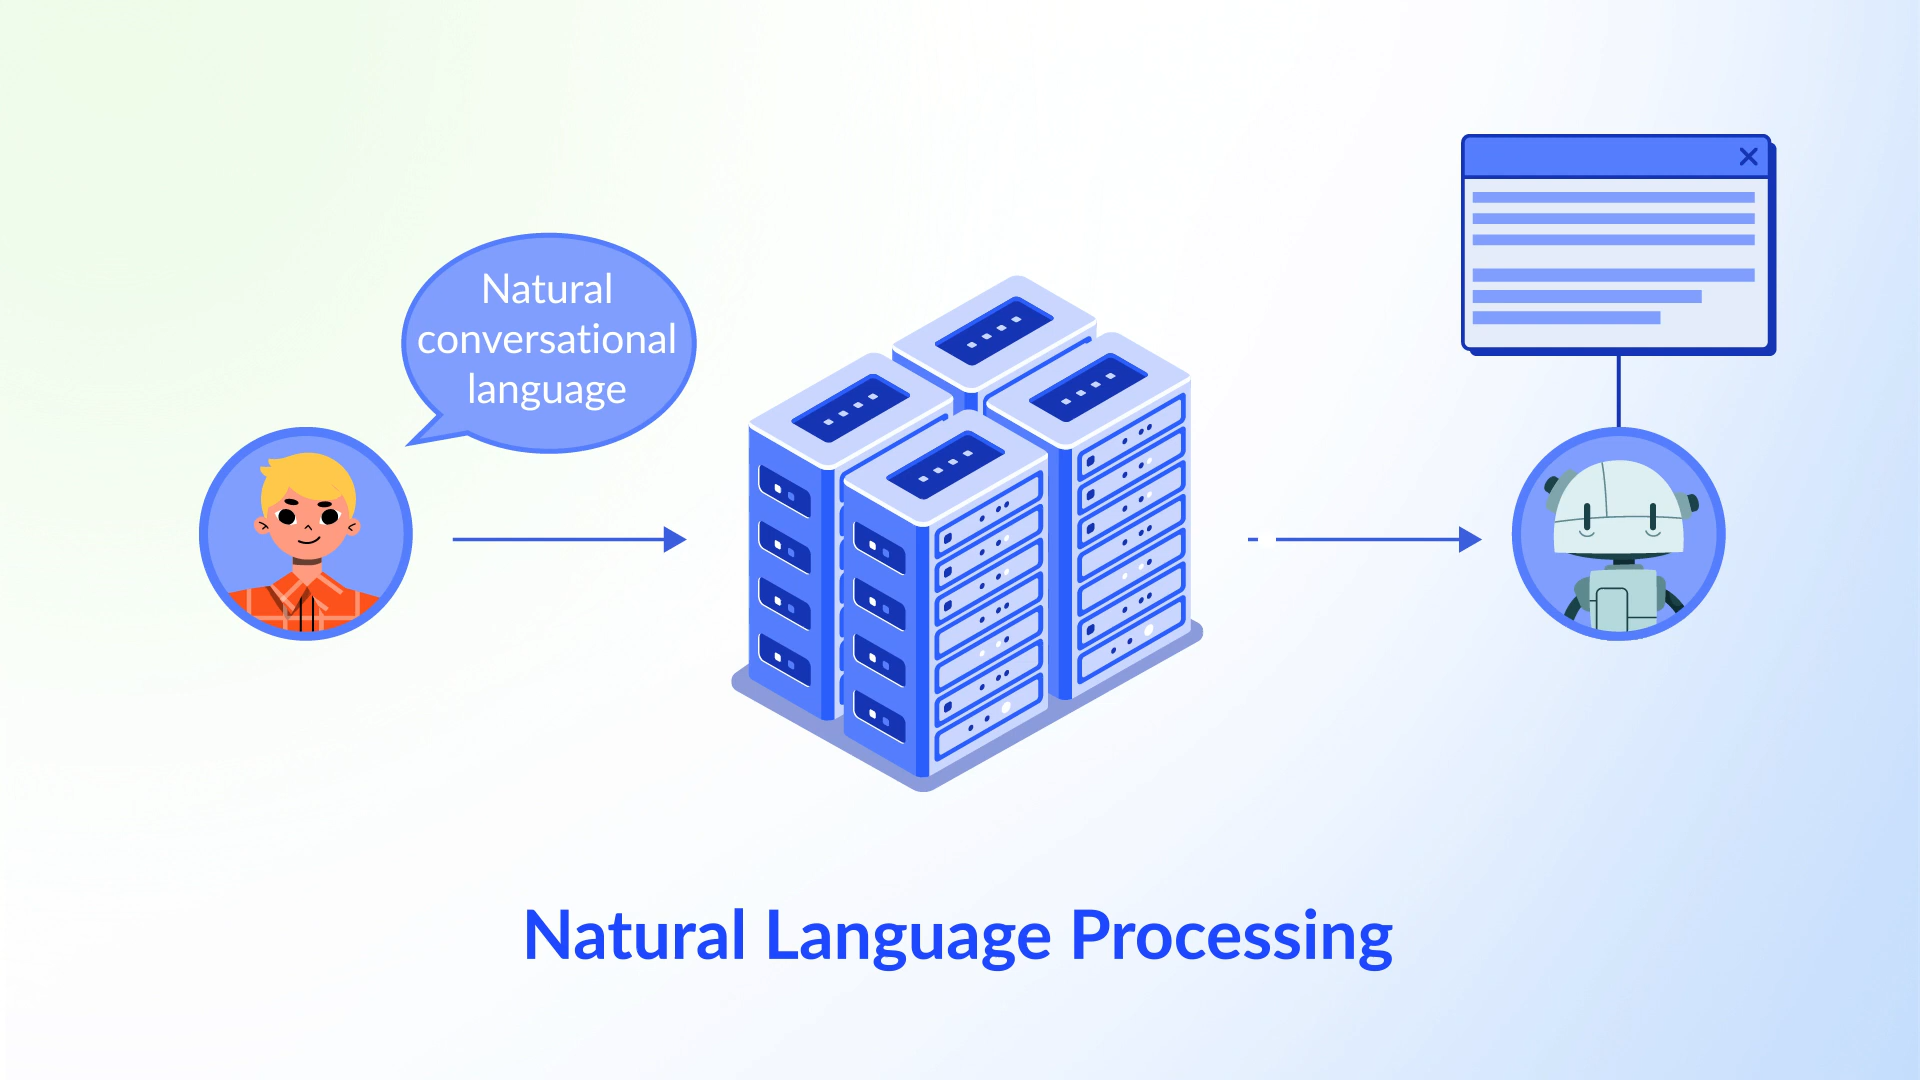 Natural
conversational
language
Natural Language Processing